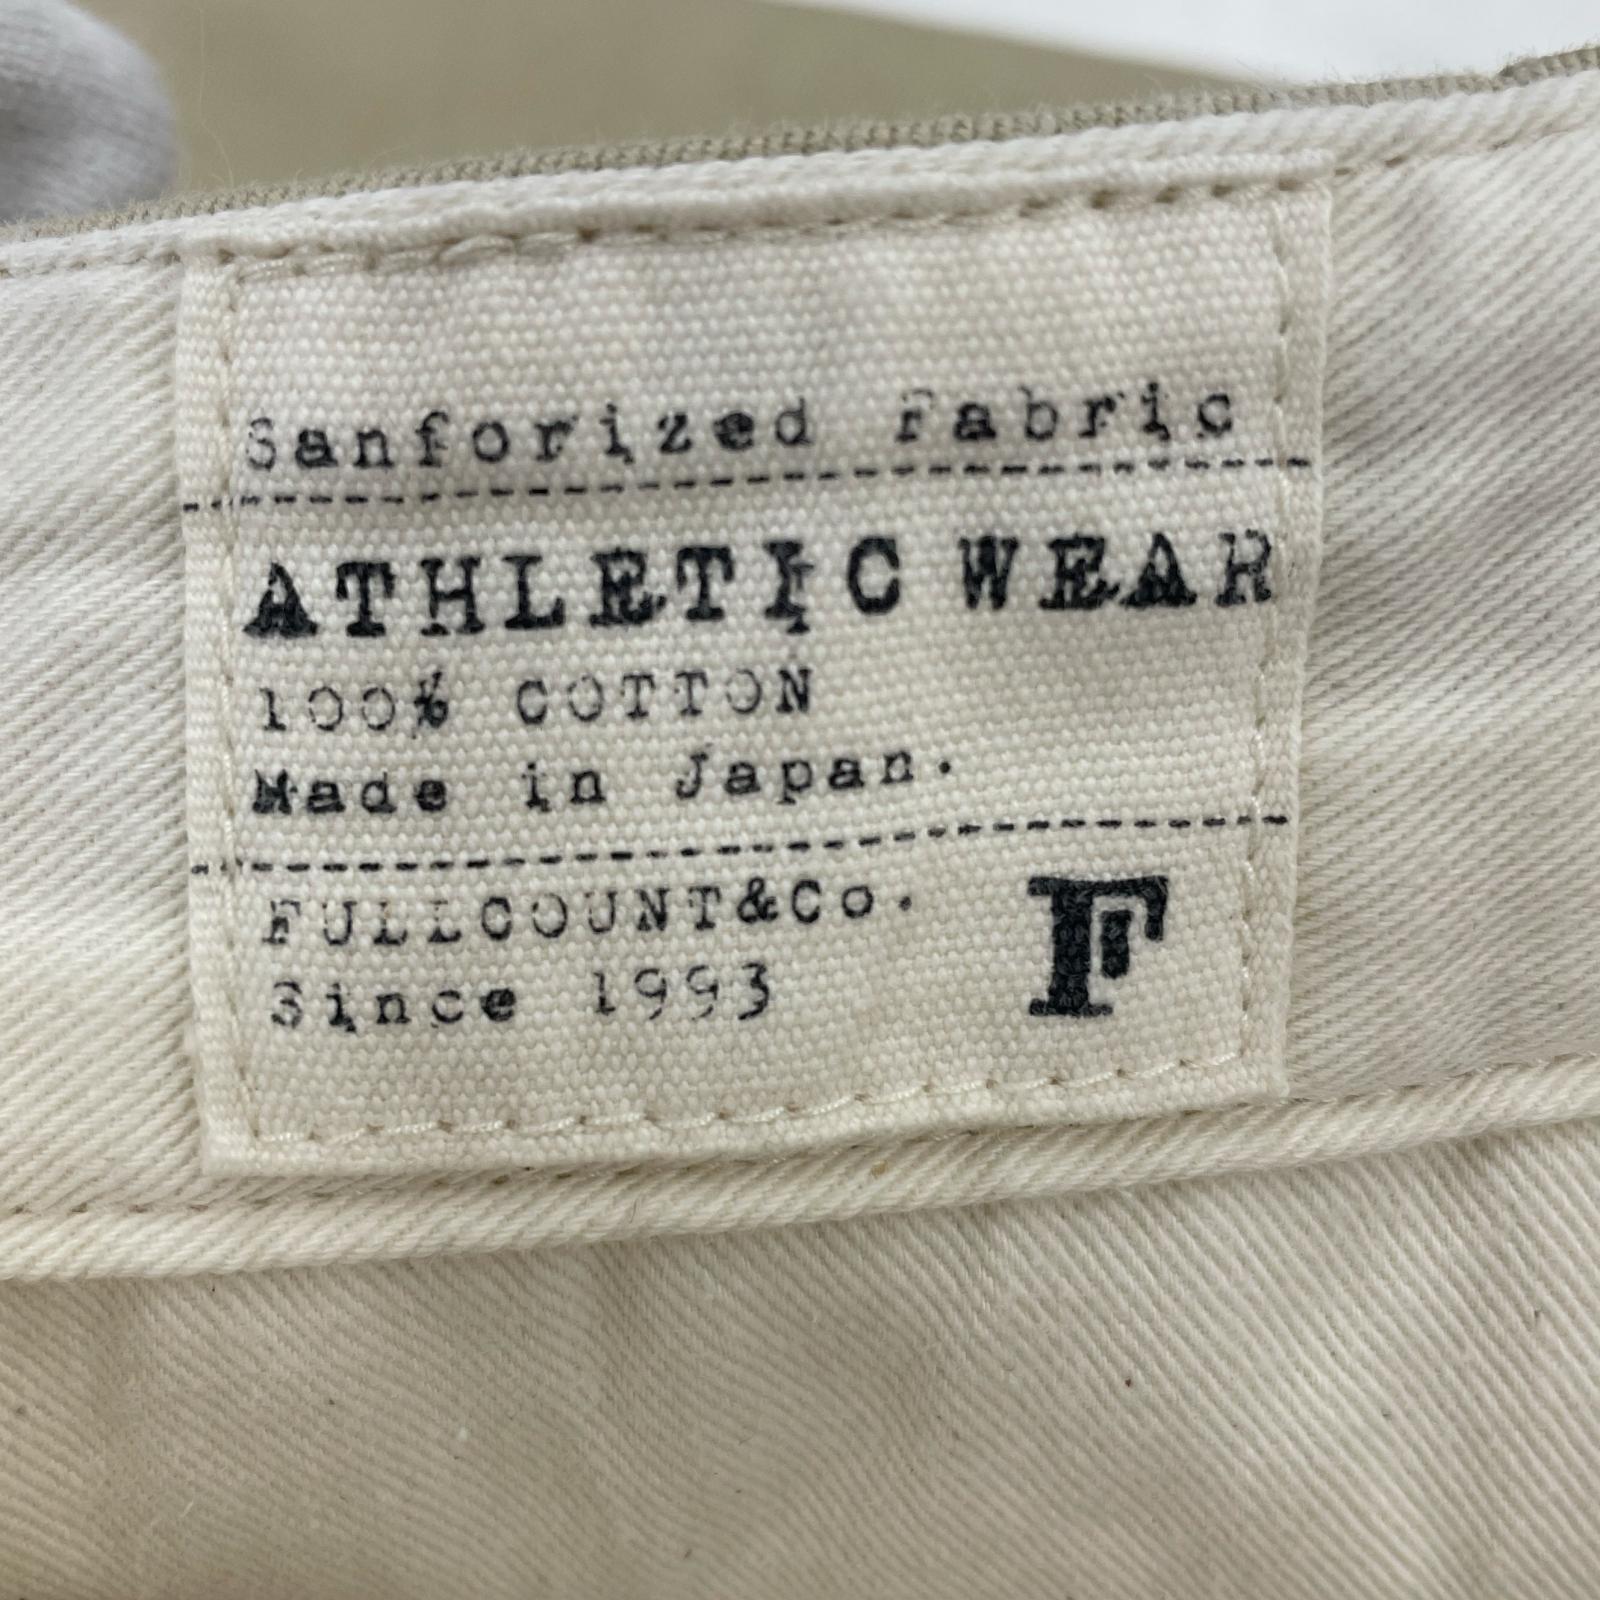 Sanforized Fabric
ATHLETIC WEAR
100% COTTON
Made in Japan.
FULLCOUNT&Co.
Since 1993
F